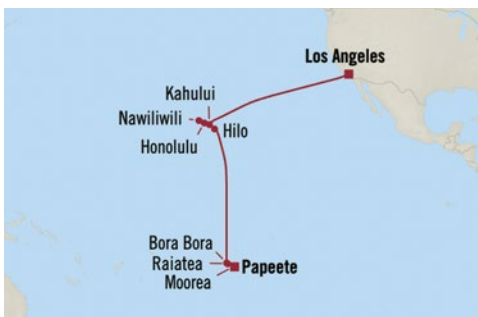 Los Angeles
Kahului
Nawiliwili
Hilo
Honolulu
Bora Bora
Raiatea
Papeete
Moorea